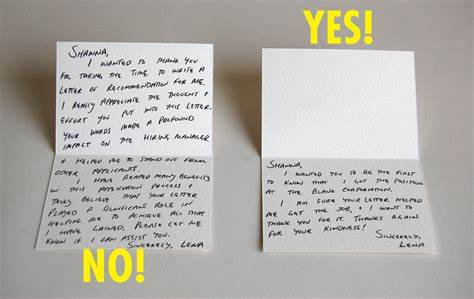 YES!
SHANNA,
I WANTED TO THANK YOU
FOR TAKING THE TIME TO WRITE A
LETTER OF RECOMMENDATION FOR ME.
I REALLY APPRECIATE THE THOUGHT +
EFFORT YOU PUT INTO THIS LETTER.
YOUR WORDS MADE A PROFOUND
IMPACT ON THE HIRING MANAGER
+ HELPED ME TO STAND OUT FROM
OTHER APPLICANTS.
I HAVE REAPED MANY BENEFITS
IN THIS APPLICATION PROCESS +
TRULY BELIEVE THAT YOUR LETTER
PLAYED A SIGNIFICANT ROLE IN
HELPING ME TO ACHIEVE ALL THAT
I HAVE GAINED. PLEASE LET ME
KNOW IF I CAN ASSIST YOU.
SINCERELY, LENA
NO!
SHANNA,
I WANTED YOU TO BE THE FIRST
TO KNOW THAT I GOT THE POSITION
AT THE BLANK CORPORATION.
I AM SURE YOUR LETTER HELPED
ME GET THE JOB, + I WANT TO
THANK YOU FOR IT. THANKS AGAIN
FOR YOUR KINDNESS!
SINCERELY,
LENA